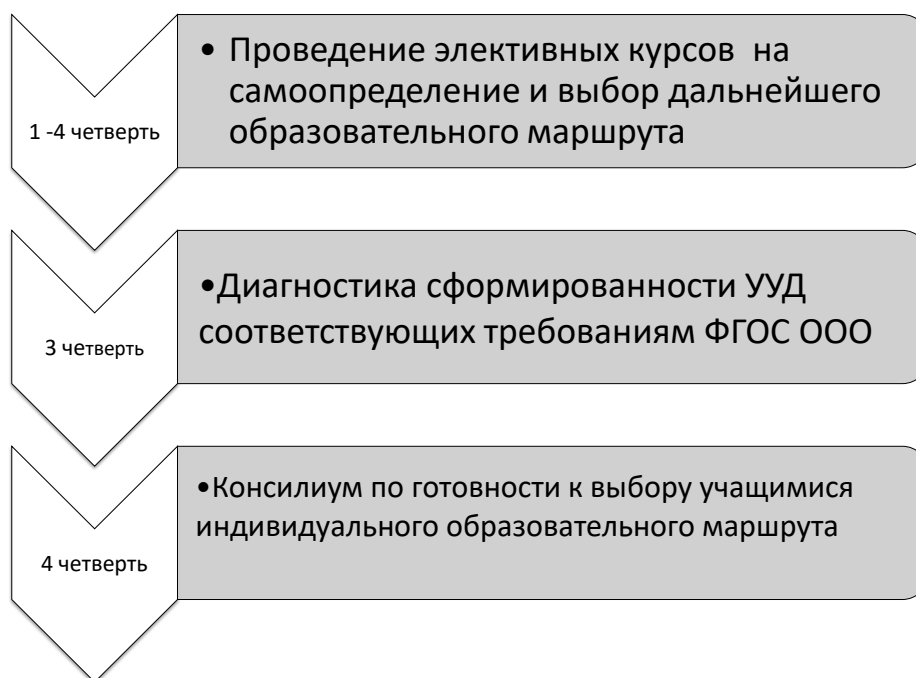 1 -4 четверть
• Проведение элективных курсов на
самоопределение и выбор дальнейшего
образовательного маршрута
3 четверть
•Диагностика сформированности УУД
соответствующих требованиям ФГОС ООО
4 четверть
•Консилиум по готовности к выбору учащимися
индивидуального образовательного маршрута